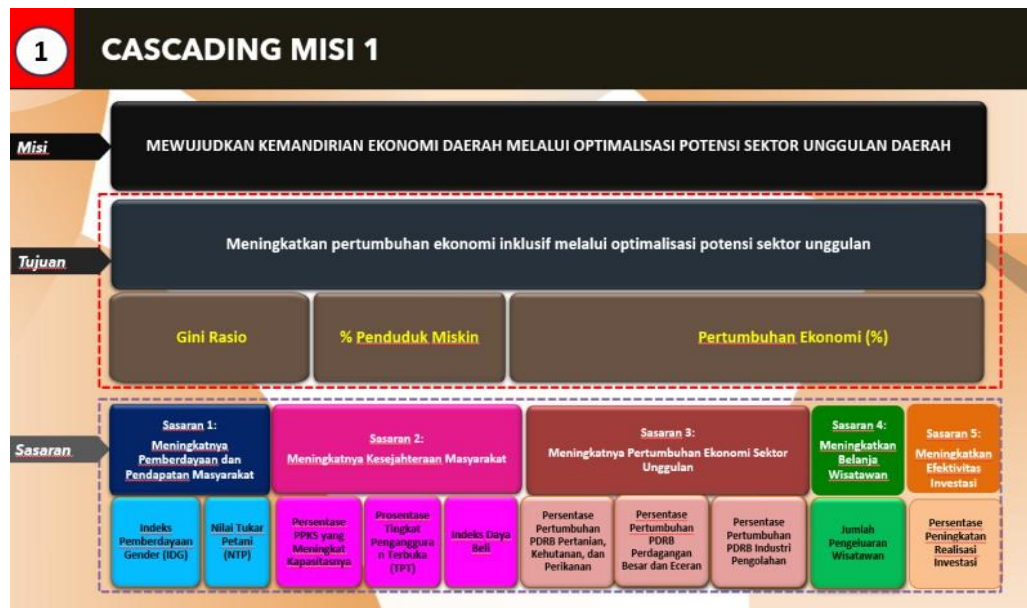 1
CASCADING MISI 1
Misi
MEWUJUDKAN KEMANDIRIAN EKONOMI DAERAH MELALUI OPTIMALISASI POTENSI SEKTOR UNGGULAN DAERAH
Tujuan
Meningkatkan pertumbuhan ekonomi inklusif melalui optimalisasi potensi sektor unggulan
Gini Rasio
% Penduduk Miskin
Pertumbuhan Ekonomi (%)
Sasaran
Sasaran 1:
Meningkatnya
Pemberdayaan dan
Pendapatan Masyarakat
Sasaran 2:
Meningkatnya Kesejahteraan Masyarakat
Sasaran 3:
Meningkatnya Pertumbuhan Ekonomi Sektor
Unggulan
Sasaran 4:
Meningkatkan
Belanja
Wisatawan
Sasaran 5:
Meningkatkan
Efektivitas
Investasi
Indeks
Pemberdayaan
Gender (IDG)
Nilai Tukar
Petani
(NTP)
Persentase
PPKS yang
Meningkat
Kapasitasnya
Prosentase
Tingkat
Penganggura
n Terbuka
(TPT)
Indeks Daya
Beli
Persentase
Pertumbuhan
PDRB Pertanian,
Kehutanan, dan
Perikanan
Persentase
Pertumbuhan
PDRB
Perdagangan
Besar dan Eceran
Persentase
Pertumbuhan
PDRB Industri
Pengolahan
Jumlah
Pengeluaran
Wisatawan
Persentase
Peningkatan
Realisasi
Investasi